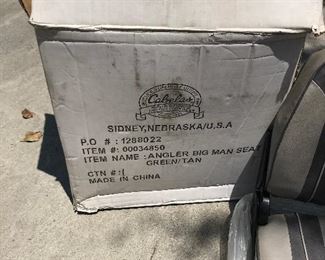 Cabela's
SIDNEY,NEBRASKA/U.S.A
P.O # : 1288022
ITEM #: 00034850
ITEM NAME : ANGLER BIG MAN SEAT
GREEN/TAN
CTN #:
MADE IN CHINA